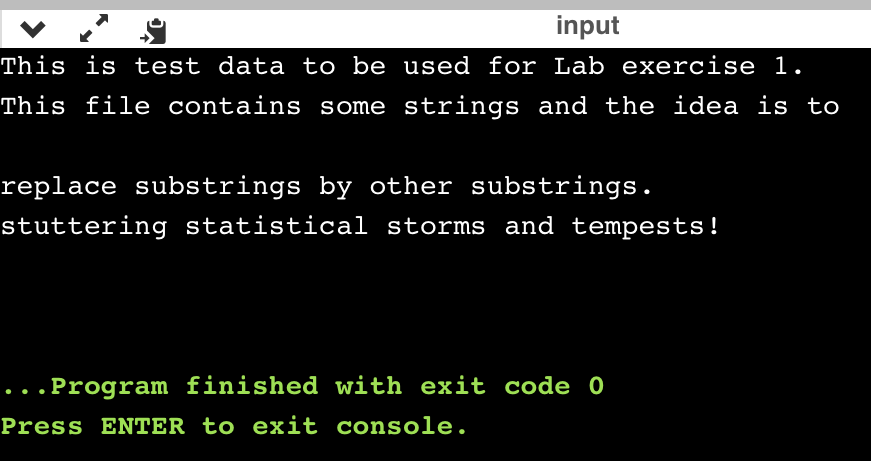 input
This is test data to be used for Lab exercise 1.
This file contains some strings and the idea is to
replace substrings by other substrings.
stuttering statistical storms and tempests!
...Program finished with exit code 0
Press ENTER to exit console.